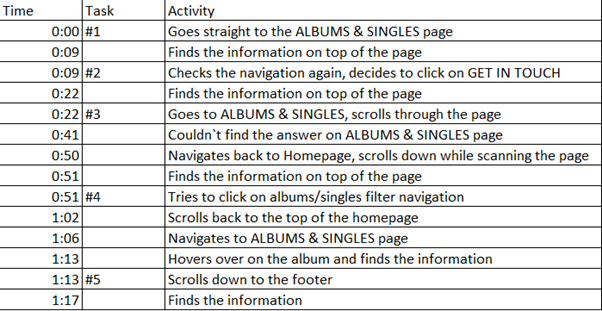 Time Task Activity
0:00 #1 Goes straight to the ALBUMS & SINGLES page
0:09 Finds the information on top of the page
0:09 #2 Checks the navigation again, decides to click on GET IN TOUCH
0:22 Finds the information on top of the page
0:22 #3 Goes to ALBUMS & SINGLES, scrolls through the page
0:41 Couldn`t find the answer on ALBUMS & SINGLES page
0:50 Navigates back to Homepage, scrolls down while scanning the page
0:51 Finds the information on top of the page
0:51 #4 Tries to click on albums/singles filter navigation
1:02 Scrolls back to the top of the homepage
1:06 Navigates to ALBUMS & SINGLES page
1:13 Hovers over on the album and finds the information
1:13 #5 Scrolls down to the footer
1:17 Finds the information